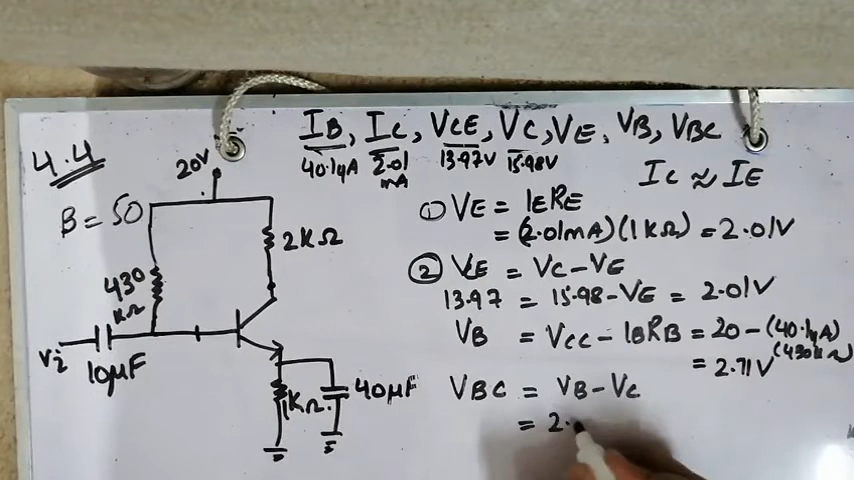 4.4
B = 50
20V
2KΩ
430
KΩ
Vi
10μF
1KΩ
40μF
IB, IC, VCE, VC, VE, VB, VBC
40.1μA 2.01 mA 13.97V 15.98V
IC ≈ IE
① VE = IERE
= (2.01mA)(1KΩ) = 2.01V
② VCE = VC - VE
13.97 = 15.98 - VE = 2.01V
VB = VCC - IBRB = 20 - (40.1μA)
(430KΩ)
= 2.71V
VBC = VB - VC
= 2.